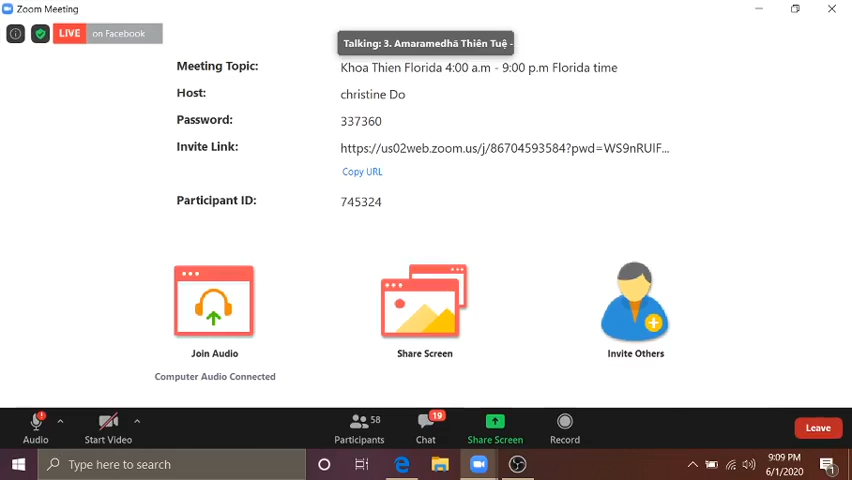 Zoom Meeting
LIVE on Facebook
Talking: 3. Amaramedhā Thiên Tuệ -
Meeting Topic: Khoa Thien Florida 4:00 a.m - 9:00 p.m Florida time
Host: christine Do
Password: 337360
Invite Link: https://us02web.zoom.us/j/86704593584?pwd=WS9nRUlF...
Copy URL
Participant ID: 745324
Join Audio Share Screen Invite Others
Computer Audio Connected
58 19
Audio Start Video Participants Chat Share Screen Record Leave
Type here to search
9:09 PM
6/1/2020
1